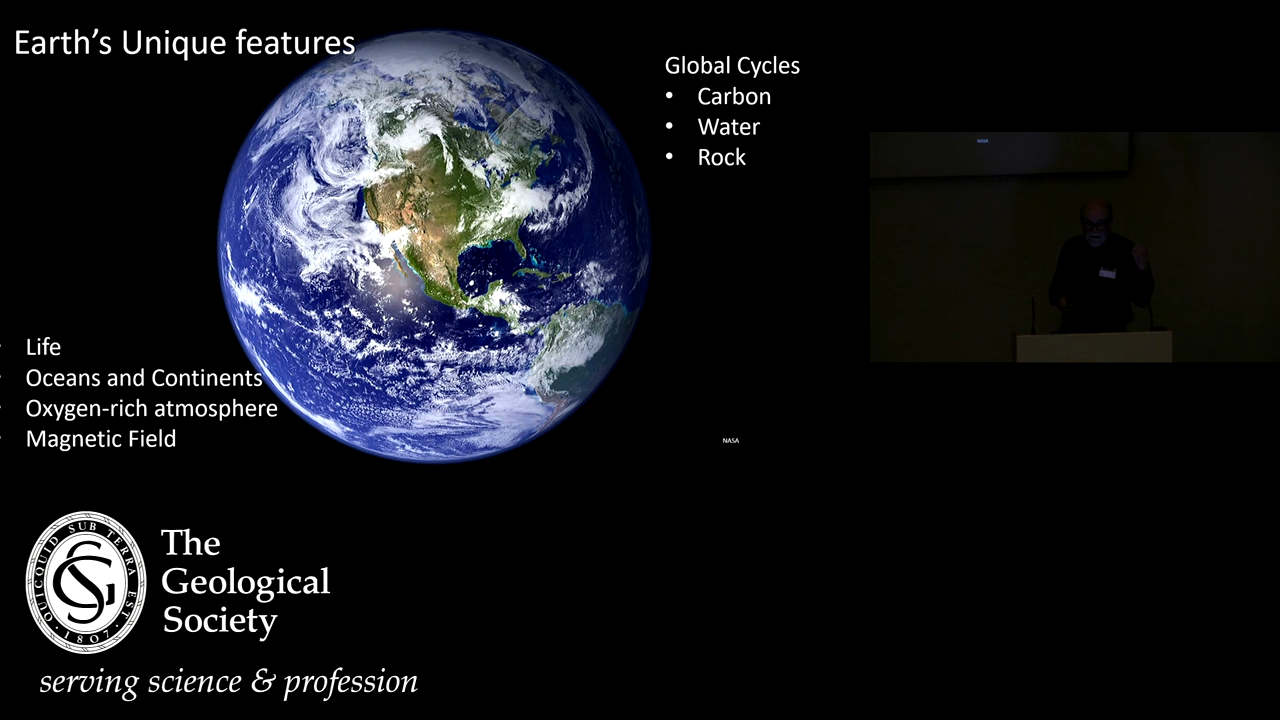 Earth's Unique features
Global Cycles
• Carbon
• Water
• Rock
NASA
Life
Oceans and Continents
Oxygen-rich atmosphere
Magnetic Field
NASA
QUICQUID SUB TERRA EST
· 1807 ·
The
Geological
Society
serving science & profession